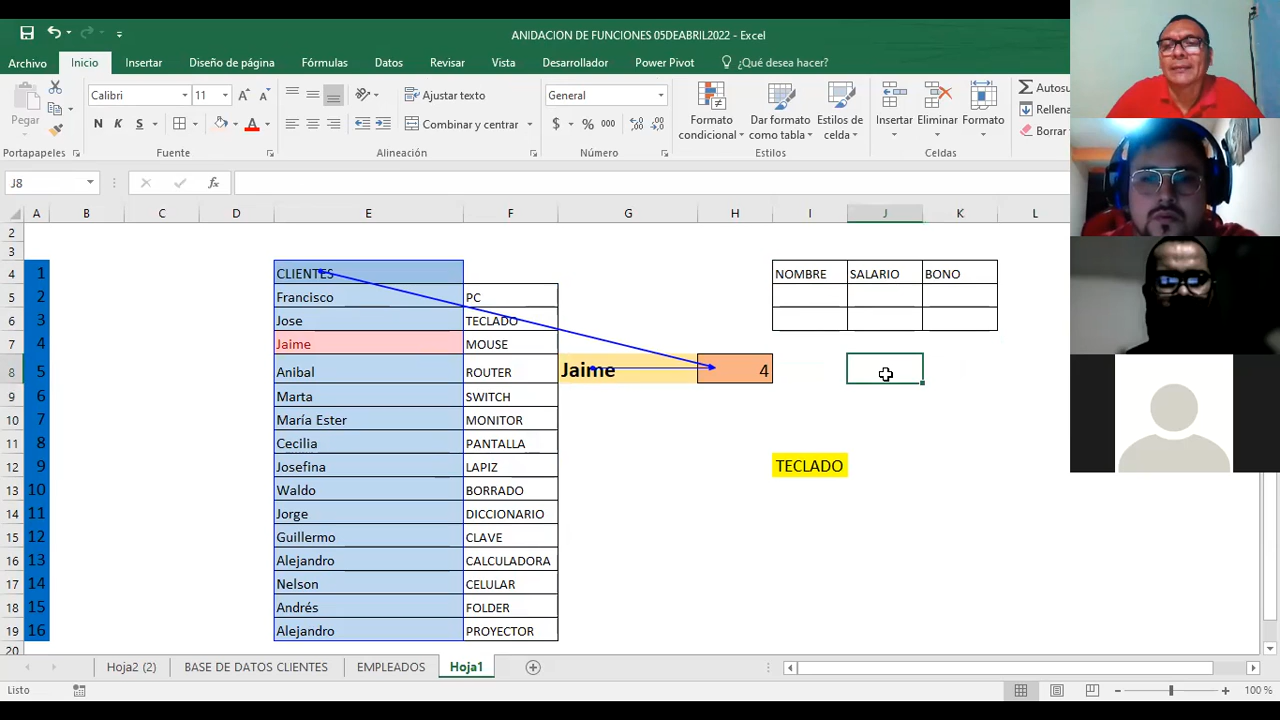 ANIDACION DE FUNCIONES 05DEABRIL2022 - Excel
Archivo Inicio Insertar Diseño de página Fórmulas Datos Revisar Vista Desarrollador Power Pivot ¿Qué desea hacer?
Calibri 11 Ajustar texto General Autosu
Pegar N K S Combinar y centrar $ % 000 Formato condicional Dar formato como tabla Estilos de celda Insertar Eliminar Formato Rellena
Borrar
Portapapeles Fuente Alineación Número Estilos Celdas
J8 fx
A B C D E F G H I J K L
2
3
4 1 CLIENTES NOMBRE SALARIO BONO
5 2 Francisco PC
6 3 Jose TECLADO
7 4 Jaime MOUSE
8 5 Anibal ROUTER Jaime 4
9 6 Marta SWITCH
10 7 María Ester MONITOR
11 8 Cecilia PANTALLA
12 9 Josefina LAPIZ TECLADO
13 10 Waldo BORRADO
14 11 Jorge DICCIONARIO
15 12 Guillermo CLAVE
16 13 Alejandro CALCULADORA
17 14 Nelson CELULAR
18 15 Andrés FOLDER
19 16 Alejandro PROYECTOR
20
Hoja2 (2) BASE DE DATOS CLIENTES EMPLEADOS Hoja1
Listo 100 %